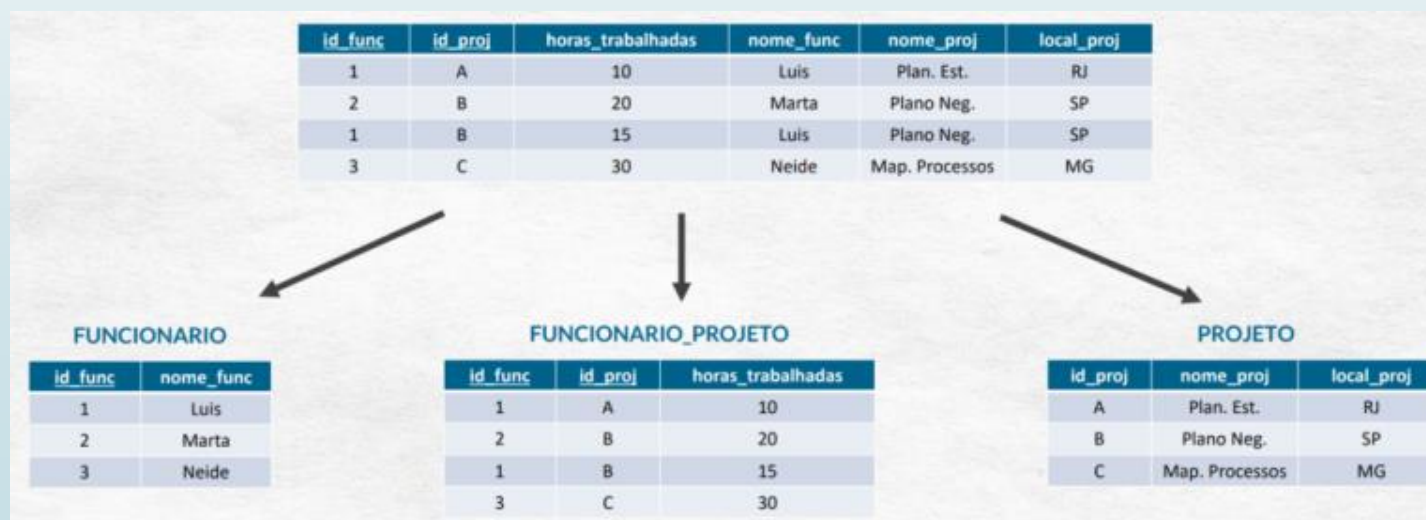 id_func id_proj horas_trabalhadas nome_func nome_proj local_proj
1 A 10 Luis Plan. Est. RJ
2 B 20 Marta Plano Neg. SP
1 B 15 Luis Plano Neg. SP
3 C 30 Neide Map. Processos MG
FUNCIONARIO
id_func nome_func
1 Luis
2 Marta
3 Neide
FUNCIONARIO_PROJETO
id_func id_proj horas_trabalhadas
1 A 10
2 B 20
1 B 15
3 C 30
PROJETO
id_proj nome_proj local_proj
A Plan. Est. RJ
B Plano Neg. SP
C Map. Processos MG